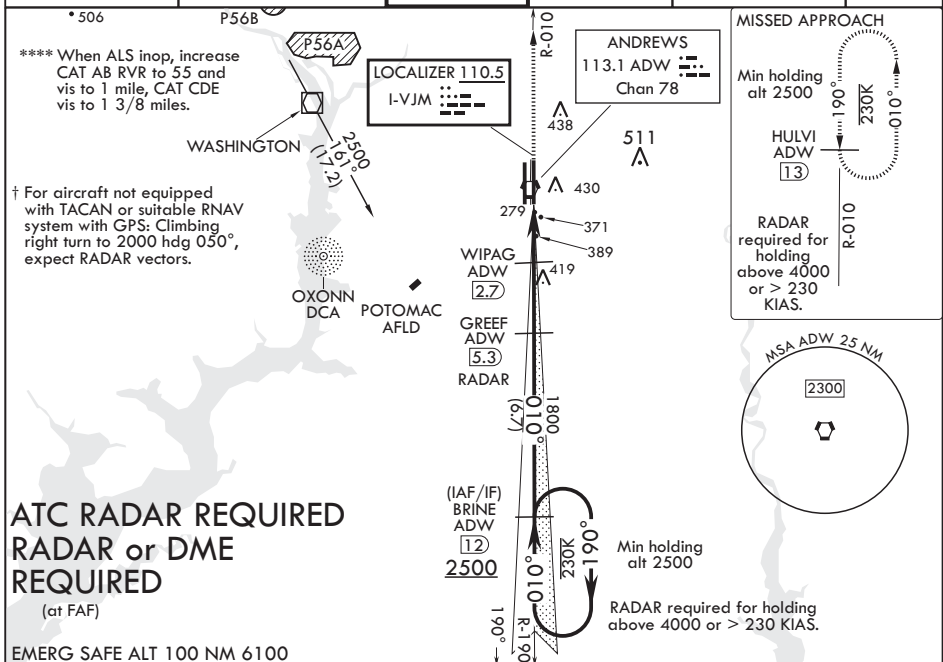 506
P56B
**** When ALS inop, increase
CAT AB RVR to 55 and
vis to 1 mile, CAT CDE
vis to 1 3/8 miles.
P56A
WASHINGTON
2500
161°
(17.2)
LOCALIZER 110.5
I-VJM
R-010
ANDREWS
113.1 ADW
Chan 78
438
511
430
279
371
389
419
MISSED APPROACH
Min holding
alt 2500
190°
230K
010°
HULVI
ADW
13
R-010
RADAR
required for
holding
above 4000
or > 230
KIAS.
† For aircraft not equipped
with TACAN or suitable RNAV
system with GPS: Climbing
right turn to 2000 hdg 050°,
expect RADAR vectors.
OXONN
DCA
POTOMAC
AFLD
WIPAG
ADW
2.7
GREEF
ADW
5.3
RADAR
1800
010°
(6.7)
MSA ADW 25 NM
2300
(IAF/IF)
BRINE
ADW
12
2500
010°
230K
190°
Min holding
alt 2500
RADAR required for holding
above 4000 or > 230 KIAS.
190°
R-190
ATC RADAR REQUIRED
RADAR or DME
REQUIRED
(at FAF)
EMERG SAFE ALT 100 NM 6100